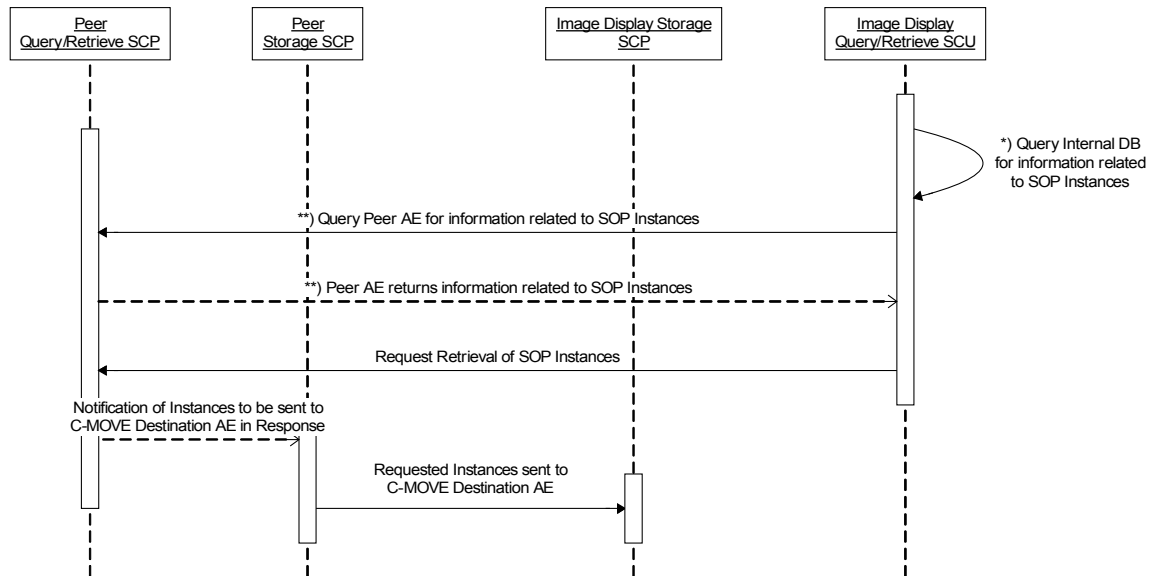 Peer
Query/Retrieve SCP
Peer
Storage SCP
Image Display Storage
SCP
Image Display
Query/Retrieve SCU
*) Query Internal DB
for information related
to SOP Instances
**) Query Peer AE for information related to SOP Instances
**) Peer AE returns information related to SOP Instances
Request Retrieval of SOP Instances
Notification of Instances to be sent to
C-MOVE Destination AE in Response
Requested Instances sent to
C-MOVE Destination AE